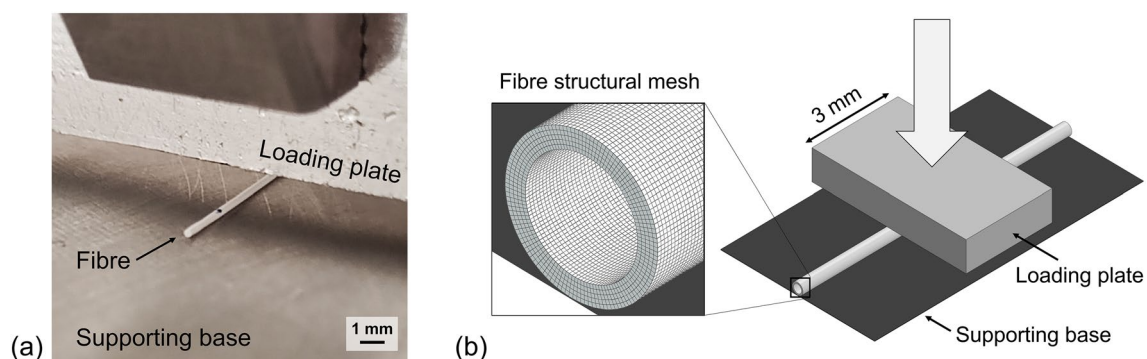 (a)
Loading plate
Fibre
Supporting base
1 mm
(b)
Fibre structural mesh
3 mm
Loading plate
Supporting base